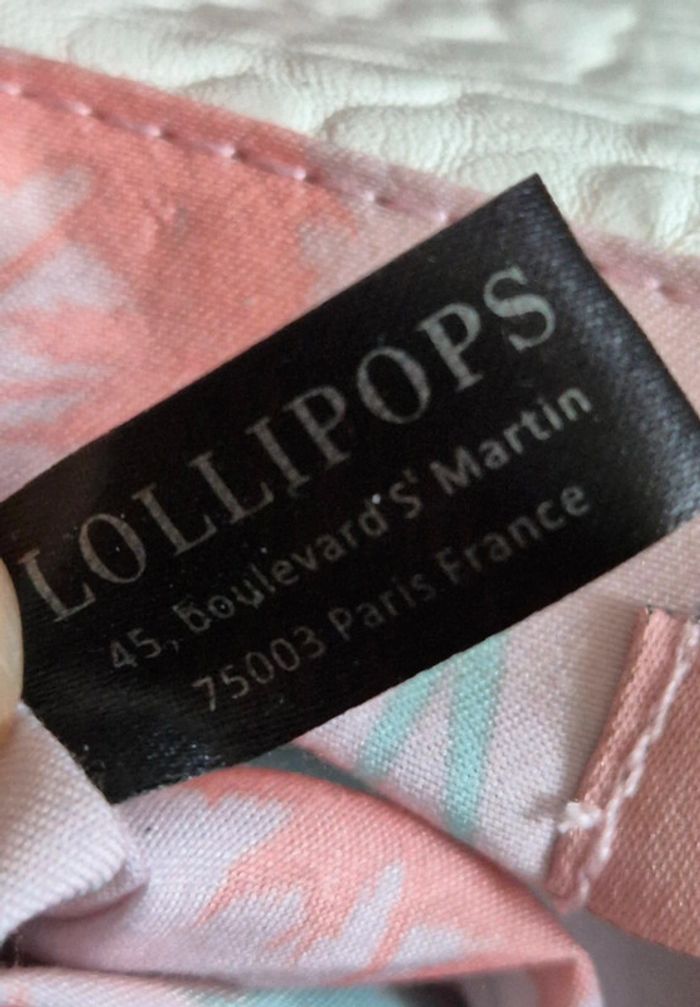 LOLLIPOPS
45, boulevard S' Martin
75003 Paris France